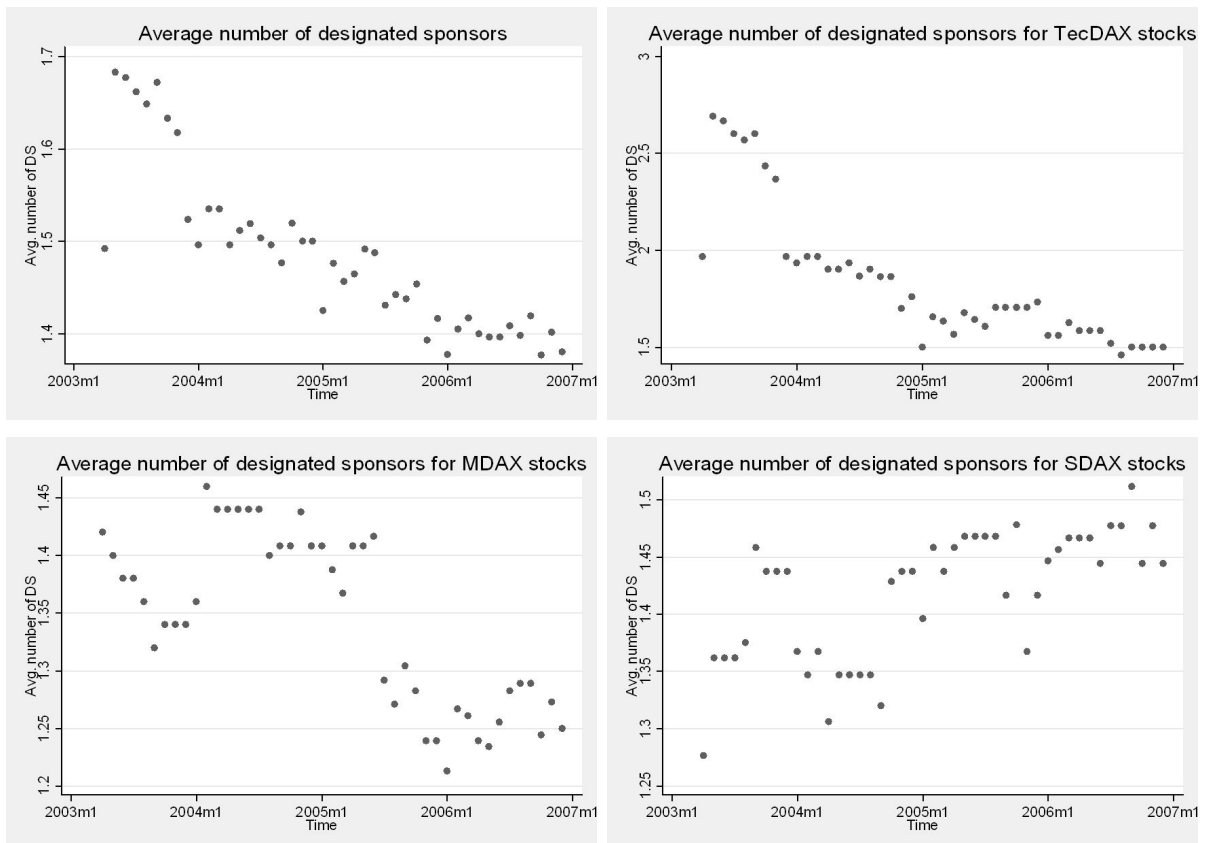 Average number of designated sponsors
Avg. number of DS
1.7
1.6
1.5
1.4
2003m1 2004m1 2005m1 2006m1 2007m1
Time
Average number of designated sponsors for TecDAX stocks
Avg. number of DS
3
2.5
2
1.5
2003m1 2004m1 2005m1 2006m1 2007m1
Time
Average number of designated sponsors for MDAX stocks
Avg. number of DS
1.45
1.4
1.35
1.3
1.25
1.2
2003m1 2004m1 2005m1 2006m1 2007m1
Time
Average number of designated sponsors for SDAX stocks
Avg. number of DS
1.5
1.45
1.4
1.35
1.3
1.25
2003m1 2004m1 2005m1 2006m1 2007m1
Time